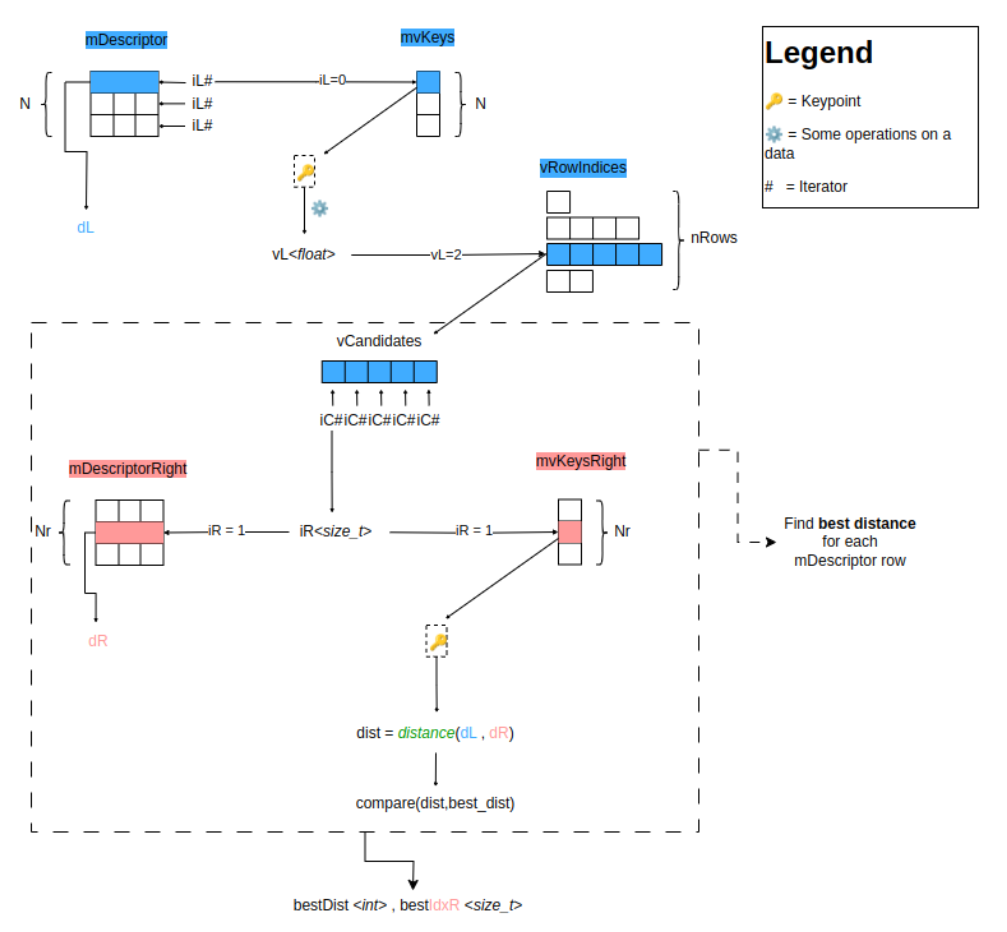 mDescriptor
mvKeys
Legend
N
iL#
iL=0
iL#
iL#
N
= Keypoint
= Some operations on a
data
# = Iterator
vRowIndices
dL
nRows
vL<float>
vL=2
vCandidates
iC#iC#iC#iC#iC#
mDescriptorRight
mvKeysRight
Nr
iR = 1
iR<size_t>
iR = 1
Nr
Find best distance
for each
mDescriptor row
dR
dist = distance(dL , dR)
compare(dist,best_dist)
bestDist <int> , bestIdxR <size_t>